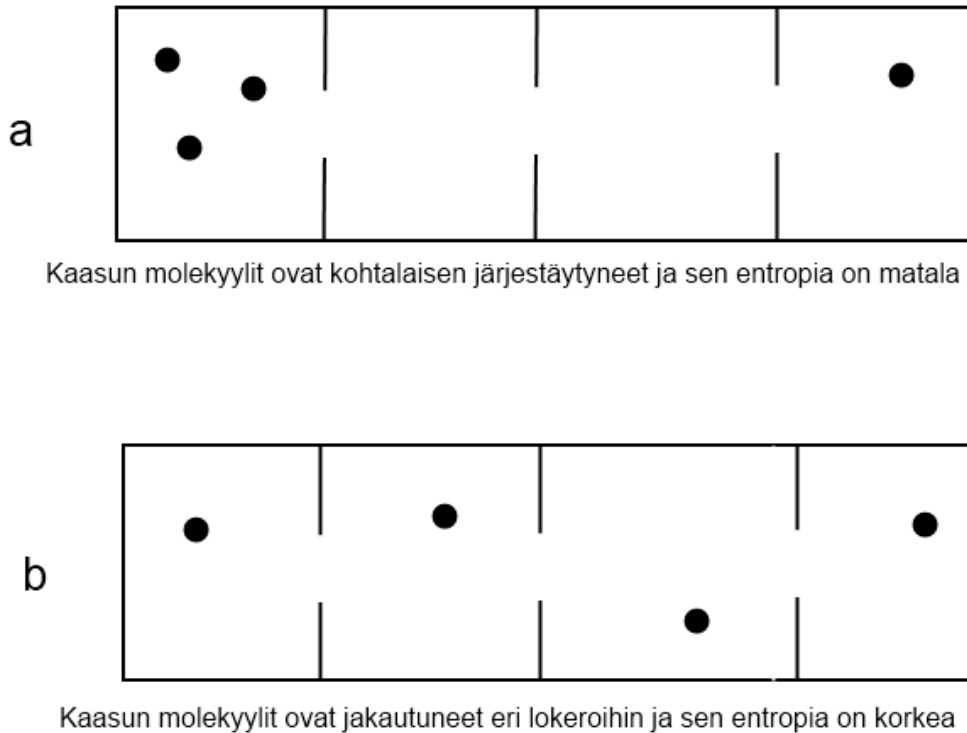 a
Kaasun molekyylit ovat kohtalaisen järjestäytyneet ja sen entropia on matala
b
Kaasun molekyylit ovat jakautuneet eri lokeroihin ja sen entropia on korkea